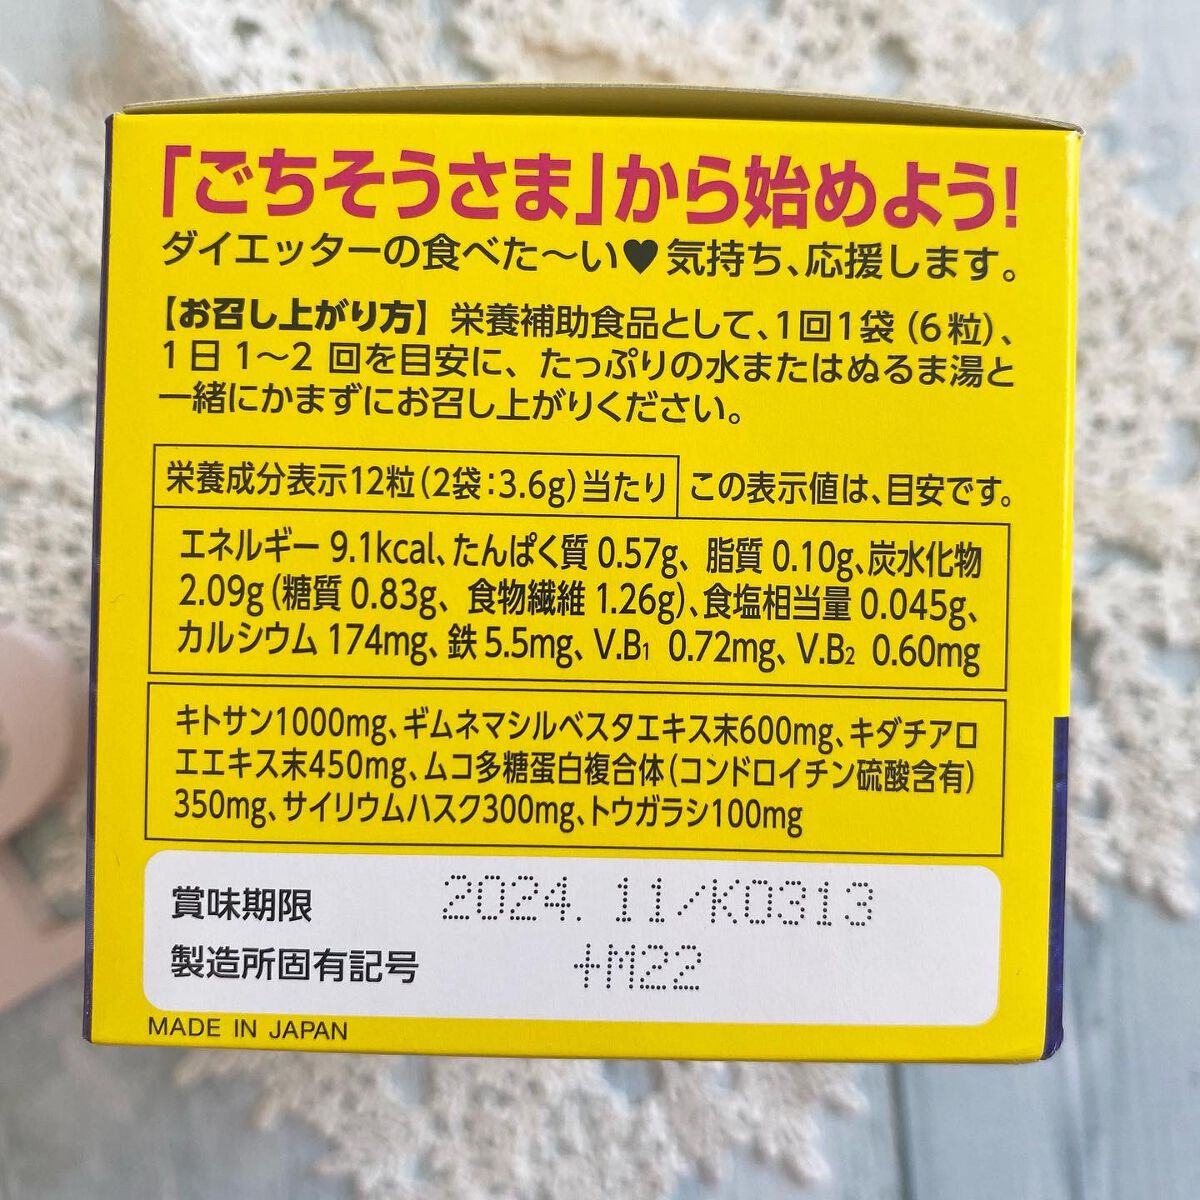 「ごちそうさま」から始めよう!
ダイエッターの食べた〜い♥気持ち、応援します。
【お召し上がり方】栄養補助食品として、1回1袋(6粒)、
1日1〜2 回を目安に、たっぷりの水またはぬるま湯と
一緒にかまずにお召し上がりください。
栄養成分表示12粒(2袋:3.6g)当たり この表示値は、目安です。
エネルギー 9.1kcal、たんぱく質 0.57g、脂質 0.10g、炭水化物
2.09g(糖質 0.83g、食物繊維 1.26g)、食塩相当量 0.045g、
カルシウム 174mg、鉄 5.5mg、V.B1 0.72mg、V.B2 0.60mg
キトサン1000mg、ギムネマシルベスタエキス末600mg、キダチアロ
エエキス末450mg、ムコ多糖蛋白複合体(コンドロイチン硫酸含有)
350mg、サイリウムハスク300mg、トウガラシ100mg
賞味期限 2024.11/K0313
製造所固有記号 +M22
MADE IN JAPAN